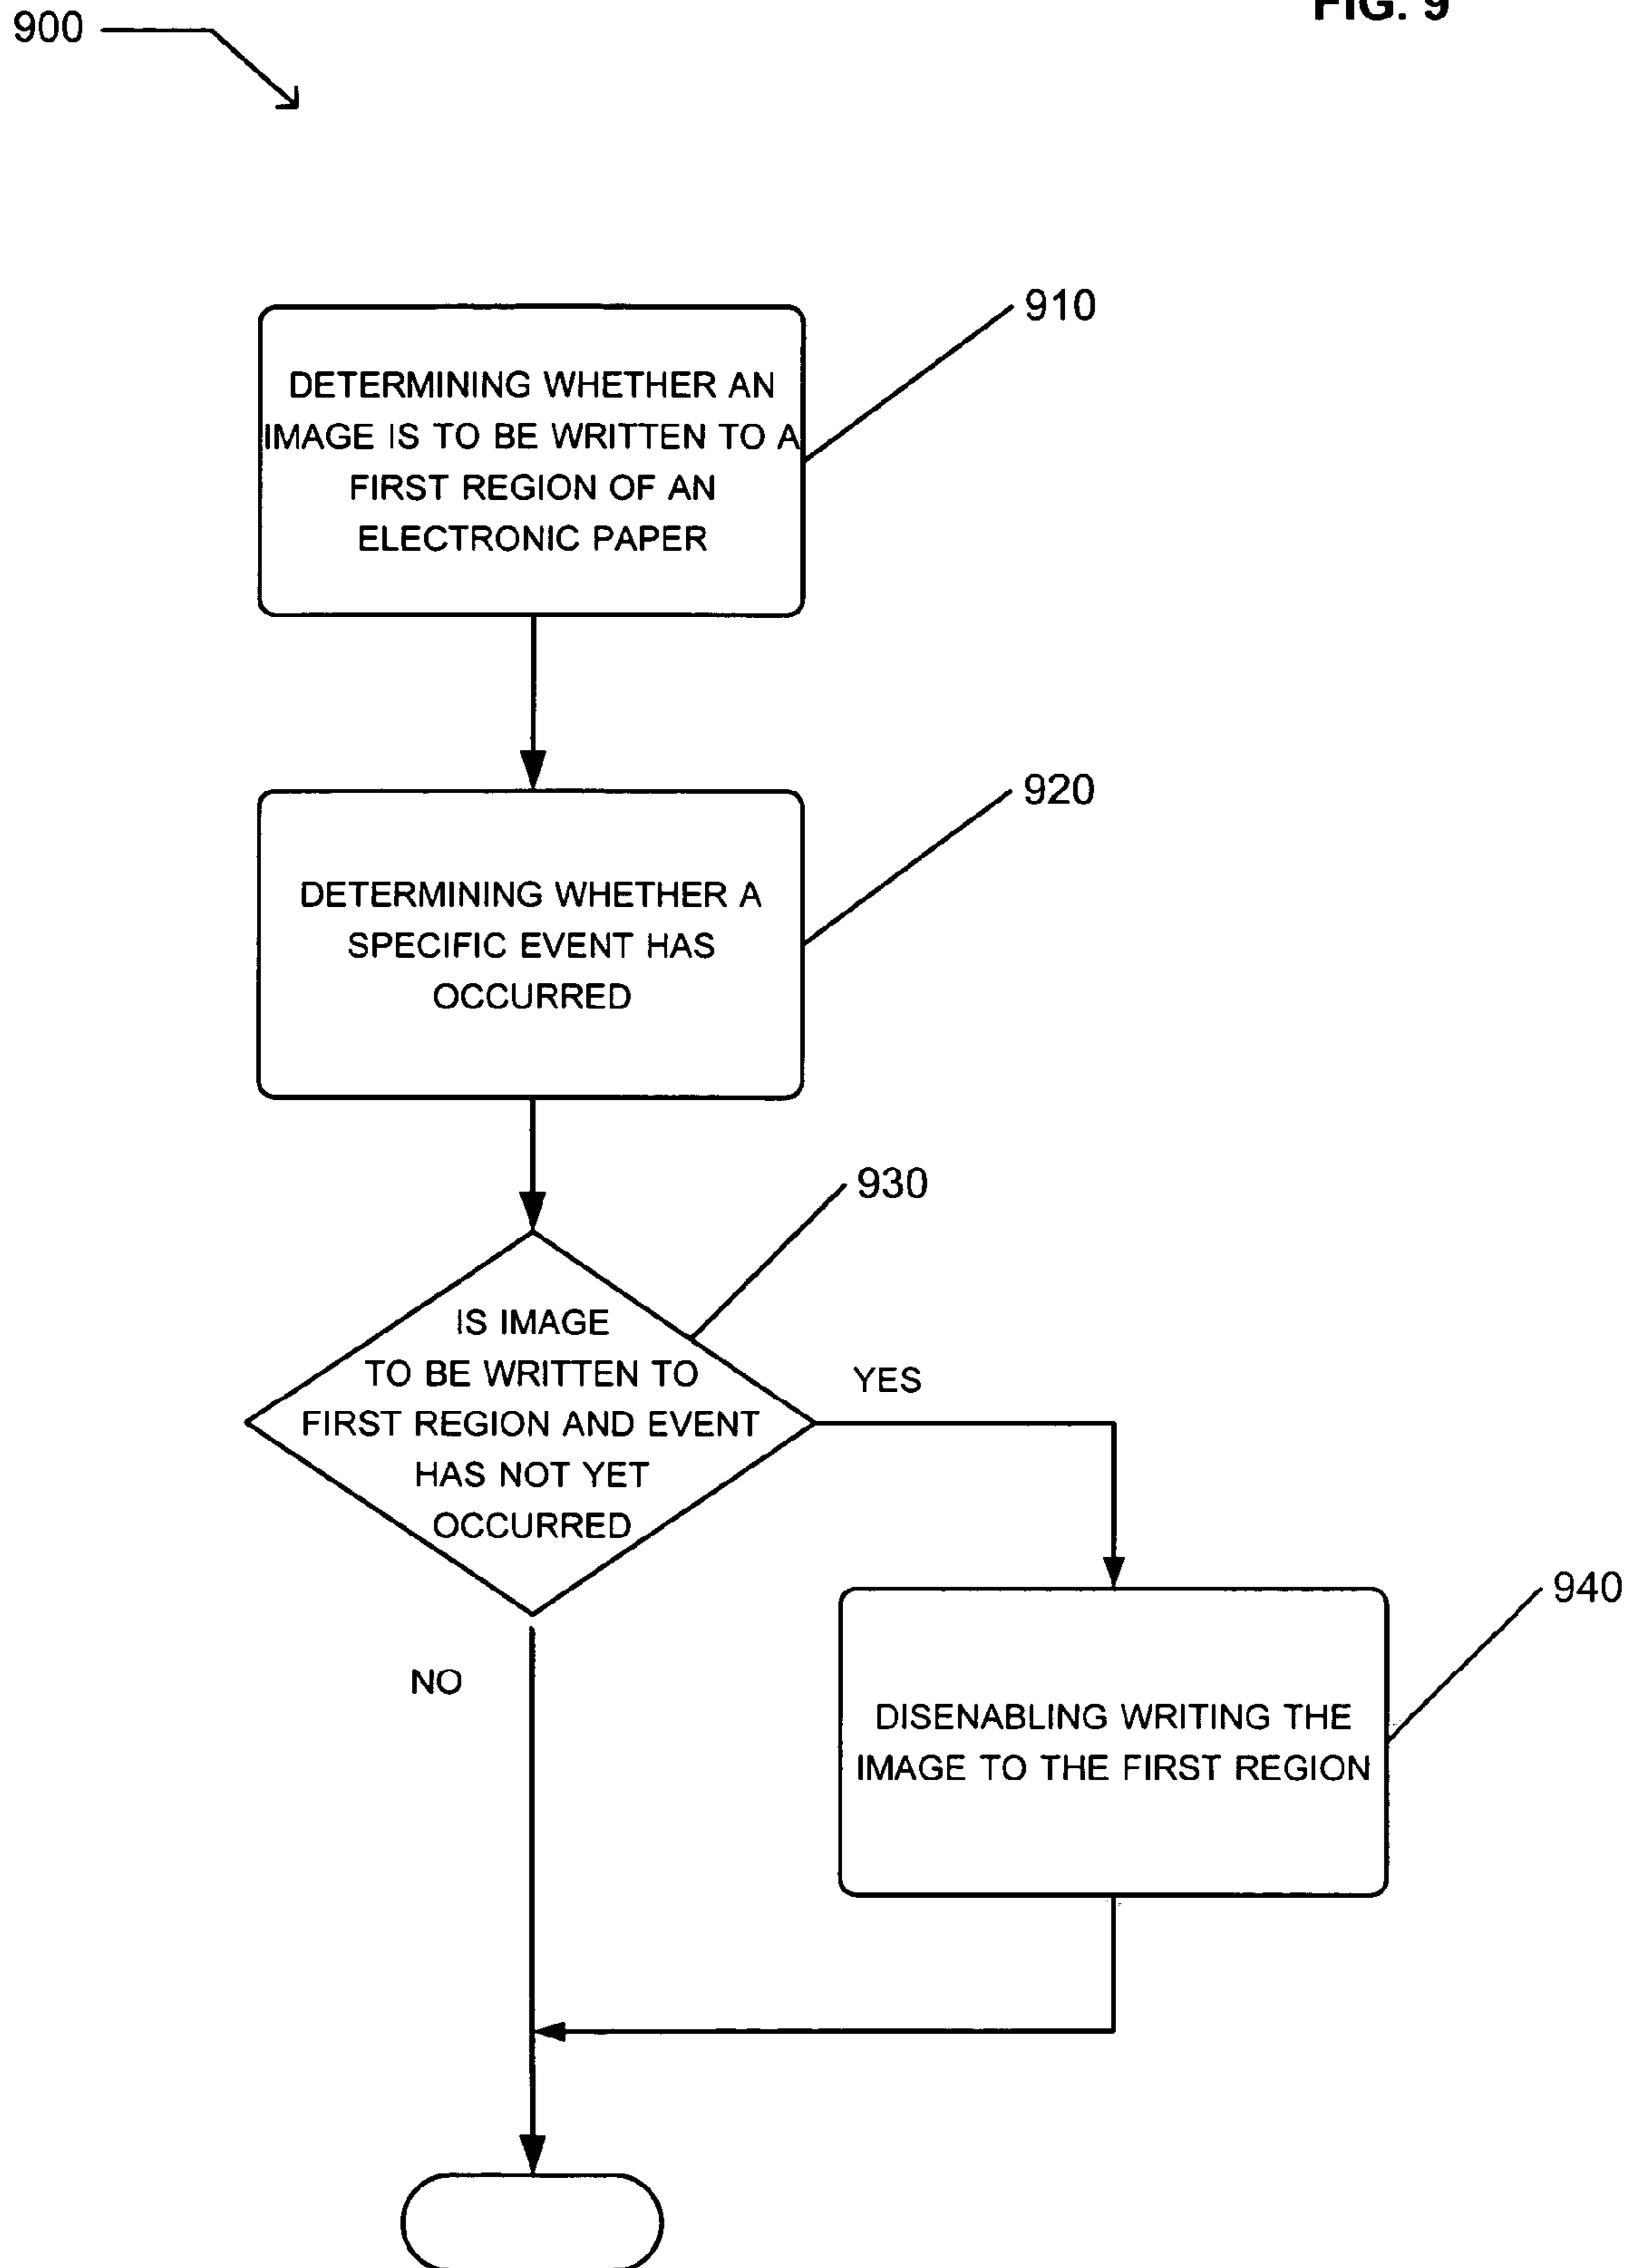 FIG. 9
900
910
DETERMINING WHETHER AN
IMAGE IS TO BE WRITTEN TO A
FIRST REGION OF AN
ELECTRONIC PAPER
920
DETERMINING WHETHER A
SPECIFIC EVENT HAS
OCCURRED
930
IS IMAGE
TO BE WRITTEN TO
FIRST REGION AND EVENT
HAS NOT YET
OCCURRED
YES
940
NO
DISENABLING WRITING THE
IMAGE TO THE FIRST REGION